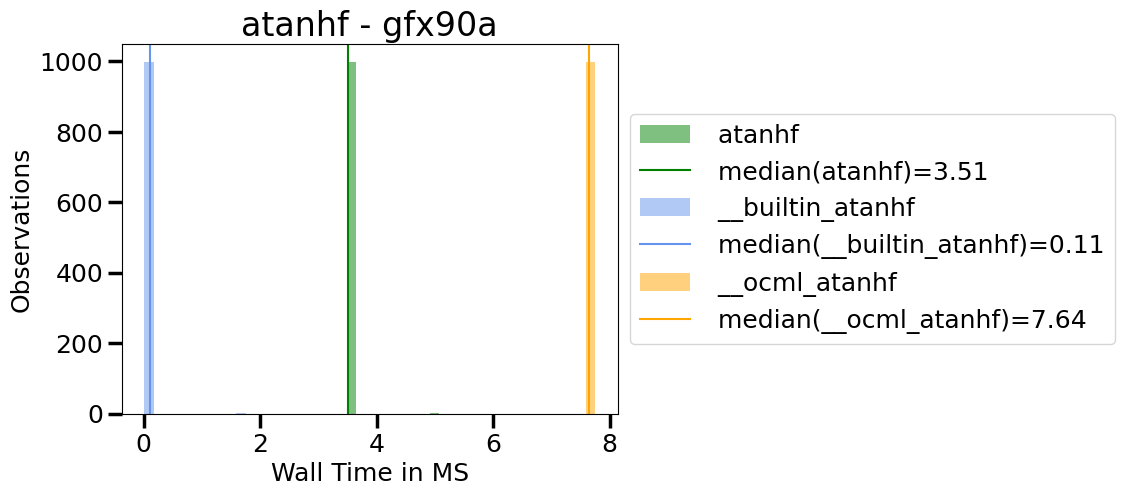 atanhf - gfx90a
1000
800
600
400
200
0
Observations
0 2 4 6 8
Wall Time in MS
atanhf
median(atanhf)=3.51
__builtin_atanhf
median(__builtin_atanhf)=0.11
__ocml_atanhf
median(__ocml_atanhf)=7.64